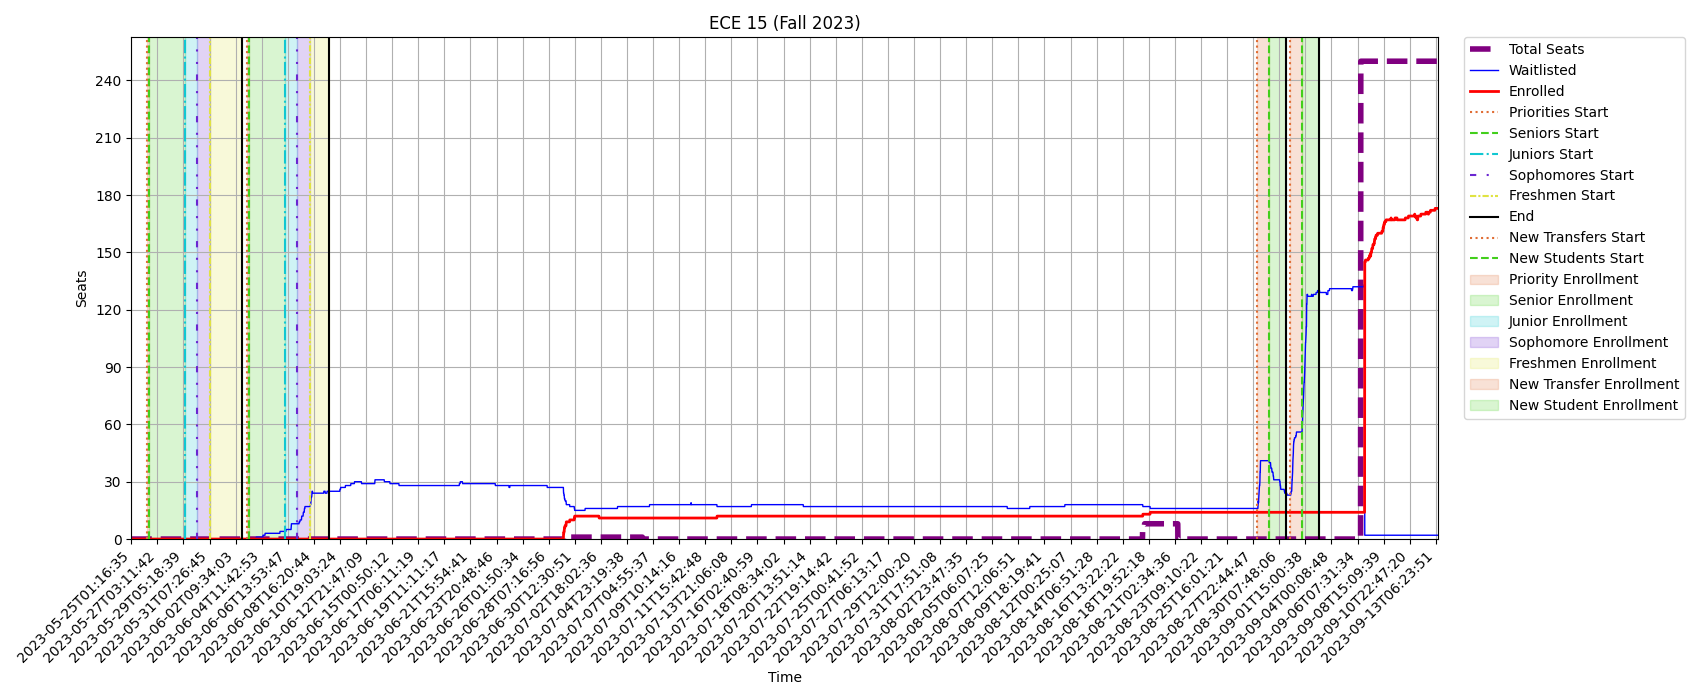 ECE 15 (Fall 2023)
Seats
240
210
180
150
120
90
60
30
0
2023-05-25T01:16:35
2023-05-27T03:11:42
2023-05-29T05:18:39
2023-05-31T07:26:45
2023-06-02T09:34:03
2023-06-04T11:42:53
2023-06-06T13:53:47
2023-06-08T16:20:44
2023-06-10T19:03:24
2023-06-12T21:47:09
2023-06-15T00:50:12
2023-06-17T06:11:19
2023-06-19T11:11:17
2023-06-21T15:54:41
2023-06-23T20:48:46
2023-06-26T01:50:34
2023-06-28T07:16:56
2023-06-30T12:30:51
2023-07-02T18:02:36
2023-07-04T23:19:38
2023-07-07T04:55:37
2023-07-09T10:14:16
2023-07-11T15:42:48
2023-07-13T21:06:08
2023-07-16T02:40:59
2023-07-18T08:34:02
2023-07-20T13:51:14
2023-07-22T19:14:42
2023-07-25T00:41:52
2023-07-27T06:13:17
2023-07-29T12:00:20
2023-07-31T17:51:08
2023-08-02T23:47:35
2023-08-05T06:07:25
2023-08-07T12:06:51
2023-08-09T18:19:41
2023-08-12T00:25:07
2023-08-14T06:51:28
2023-08-16T13:22:22
2023-08-18T19:52:18
2023-08-21T02:34:36
2023-08-23T09:10:22
2023-08-25T16:01:21
2023-08-27T22:44:47
2023-08-30T07:48:06
2023-09-01T15:00:38
2023-09-04T00:08:48
2023-09-06T07:31:34
2023-09-08T15:09:39
2023-09-10T22:47:20
2023-09-13T06:23:51
Time
Total Seats
Waitlisted
Enrolled
Priorities Start
Seniors Start
Juniors Start
Sophomores Start
Freshmen Start
End
New Transfers Start
New Students Start
Priority Enrollment
Senior Enrollment
Junior Enrollment
Sophomore Enrollment
Freshmen Enrollment
New Transfer Enrollment
New Student Enrollment